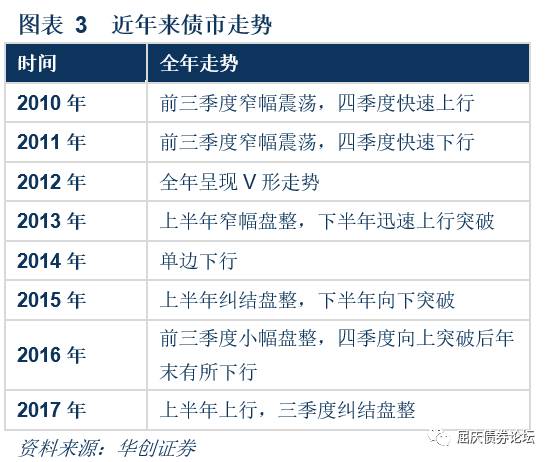 图表 3 近年来债市走势
时间 全年走势
2010 年 前三季度窄幅震荡，四季度快速上行
2011 年 前三季度窄幅震荡，四季度快速下行
2012 年 全年呈现 V 形走势
2013 年 上半年窄幅盘整，下半年迅速上行突破
2014 年 单边下行
2015 年 上半年纠结盘整，下半年向下突破
2016 年 前三季度小幅盘整，四季度向上突破后年
末有所下行
2017 年 上半年上行，三季度纠结盘整
资料来源：华创证券
屈庆债券论坛